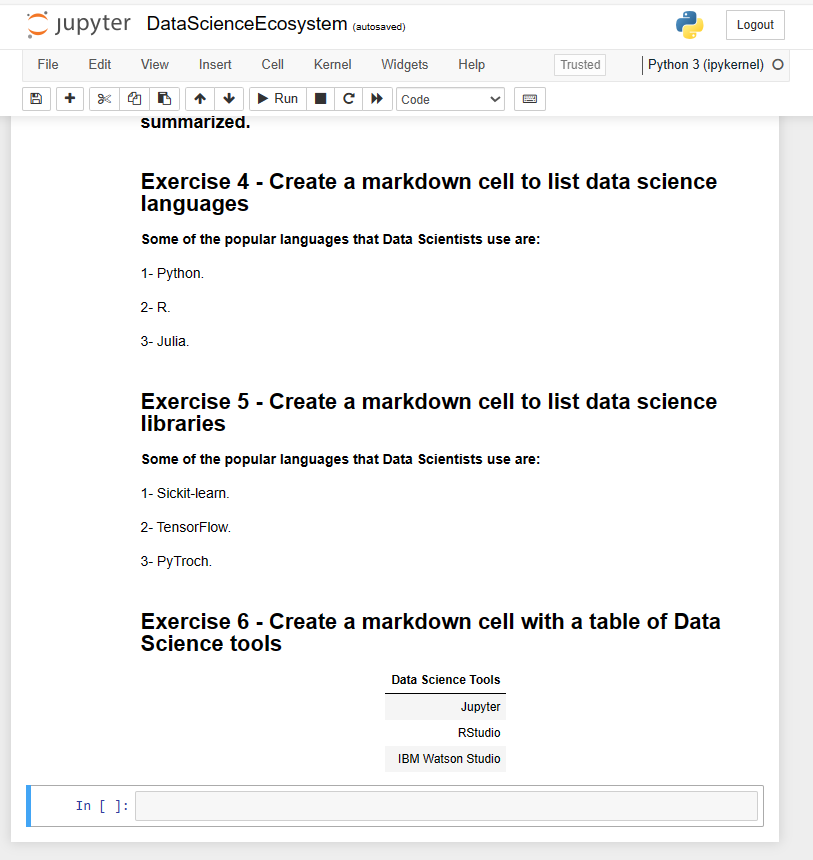 jupyter DataScienceEcosystem (autosaved) Logout
File Edit View Insert Cell Kernel Widgets Help Trusted Python 3 (ipykernel)
Run Code
summarized.
Exercise 4 - Create a markdown cell to list data science
languages
Some of the popular languages that Data Scientists use are:
1- Python.
2- R.
3- Julia.
Exercise 5 - Create a markdown cell to list data science
libraries
Some of the popular languages that Data Scientists use are:
1- Sickit-learn.
2- TensorFlow.
3- PyTroch.
Exercise 6 - Create a markdown cell with a table of Data
Science tools
Data Science Tools
Jupyter
RStudio
IBM Watson Studio
In [ ]: